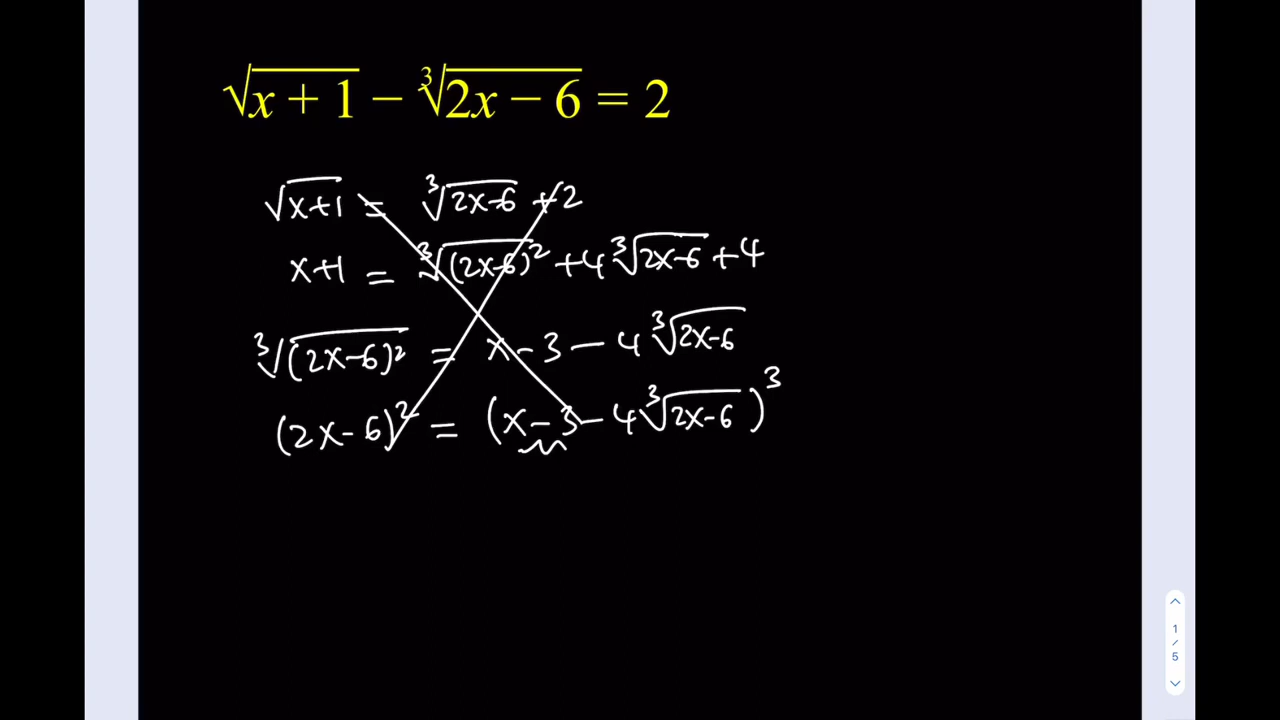 √(x + 1) − ∛(2x − 6) = 2
√(x+1) = ∛(2x−6) + 2
x+1 = ∛((2x−6)²) + 4∛(2x−6) + 4
∛((2x−6)²) = x−3 − 4∛(2x−6)
(2x−6)² = (x−3 − 4∛(2x−6))³
1
/
5